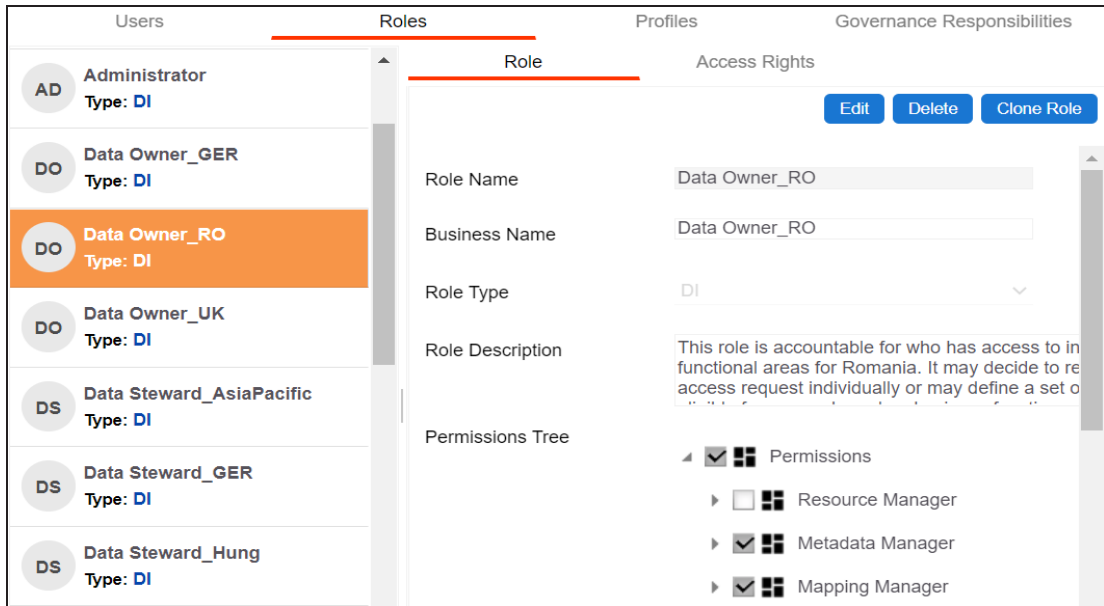 Users Roles Profiles Governance Responsibilities
AD Administrator
Type: DI
DO Data Owner_GER
Type: DI
DO Data Owner_RO
Type: DI
DO Data Owner_UK
Type: DI
DS Data Steward_AsiaPacific
Type: DI
DS Data Steward_GER
Type: DI
DS Data Steward_Hung
Type: DI
Role Access Rights
Edit Delete Clone Role
Role Name Data Owner_RO
Business Name Data Owner_RO
Role Type DI
Role Description This role is accountable for who has access to in
functional areas for Romania. It may decide to re
access request individually or may define a set o
Permissions Tree
Permissions
Resource Manager
Metadata Manager
Mapping Manager